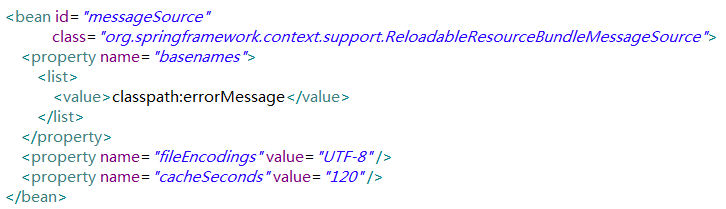 <bean id="messageSource"
class="org.springframework.context.support.ReloadableResourceBundleMessageSource">
<property name="basenames">
<list>
<value>classpath:errorMessage</value>
</list>
</property>
<property name="fileEncodings" value="UTF-8" />
<property name="cacheSeconds" value="120" />
</bean>